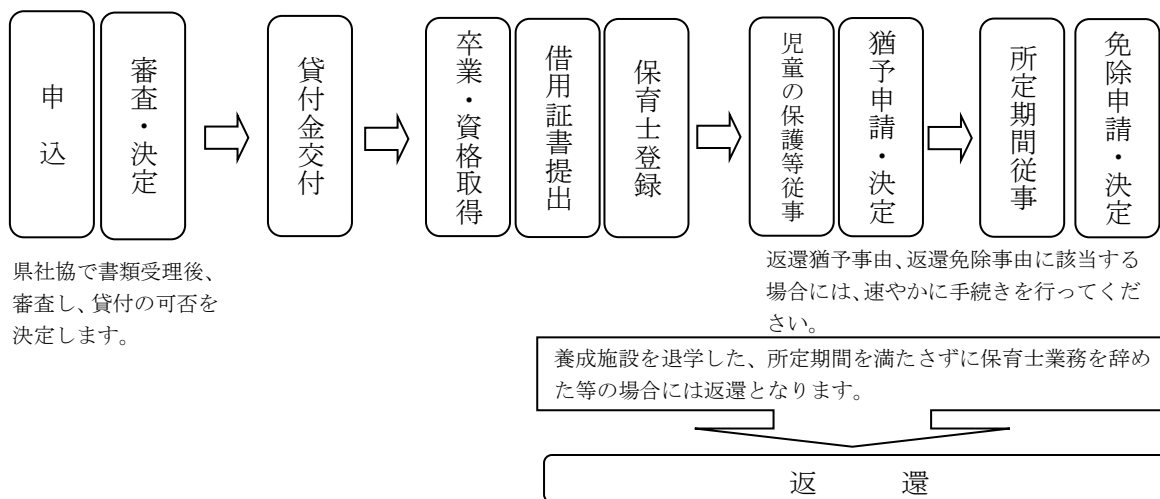 申込
審査・決定
貸付金交付
卒業・資格取得
借用証書提出
保育士登録
児童の保護等従事
猶予申請・決定
所定期間従事
免除申請・決定
県社協で書類受理後、
審査し、貸付の可否を
決定します。
返還猶予事由、返還免除事由に該当する
場合には、速やかに手続きを行ってくだ
さい。
養成施設を退学した、所定期間を満たさずに保育士業務を辞め
た等の場合には返還となります。
返　還